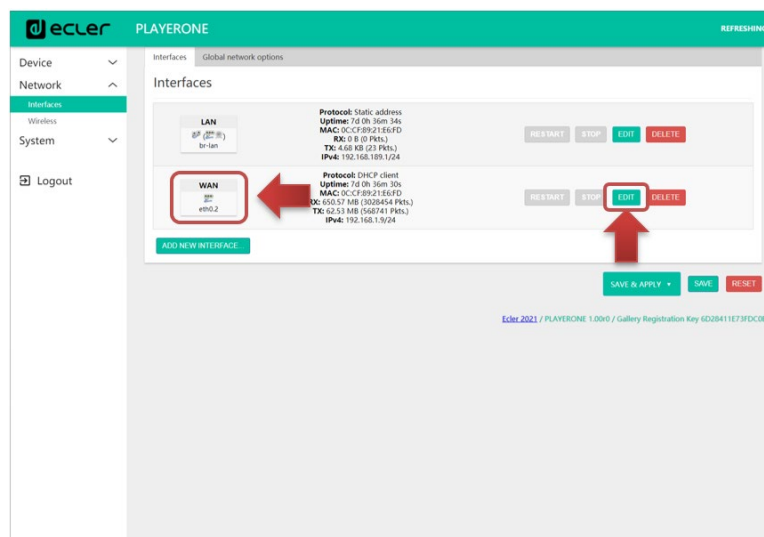 ecler
PLAYERONE
REFRESHING
Device
Network
Interfaces
Wireless
System
Logout
Interfaces
Global network options
Interfaces
LAN
br-lan
Protocol: Static address
Uptime: 7d 0h 36m 34s
MAC: 0C:CF:89:21:E6:FD
RX: 0 B (0 Pkts.)
TX: 4.68 KB (23 Pkts.)
IPv4: 192.168.189.1/24
RESTART
STOP
EDIT
DELETE
WAN
eth0.2
Protocol: DHCP client
Uptime: 7d 0h 36m 30s
MAC: 0C:CF:89:21:E6:FD
RX: 650.57 MB (3028454 Pkts.)
TX: 62.53 MB (568741 Pkts.)
IPv4: 192.168.1.9/24
RESTART
STOP
EDIT
DELETE
ADD NEW INTERFACE...
SAVE & APPLY
SAVE
RESET
Ecler 2021 / PLAYERONE 1.00r0 / Gallery Registration Key